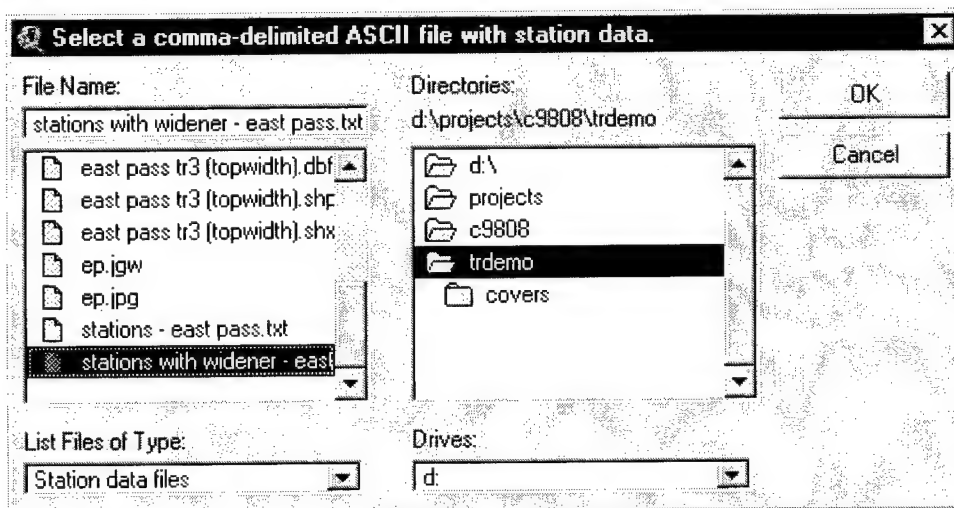 Select a comma-delimited ASCII file with station data.
File Name:
stations with widener - east pass.txt
east pass tr3 (topwidth).dbf
east pass tr3 (topwidth).shp
east pass tr3 (topwidth).shx
ep.jgw
ep.jpg
stations - east pass.txt
stations with widener - east
List Files of Type:
Station data files
Directories:
d:\projects\c9808\trdemo
d:\
projects
c9808
trdemo
covers
Drives:
d:
OK
Cancel